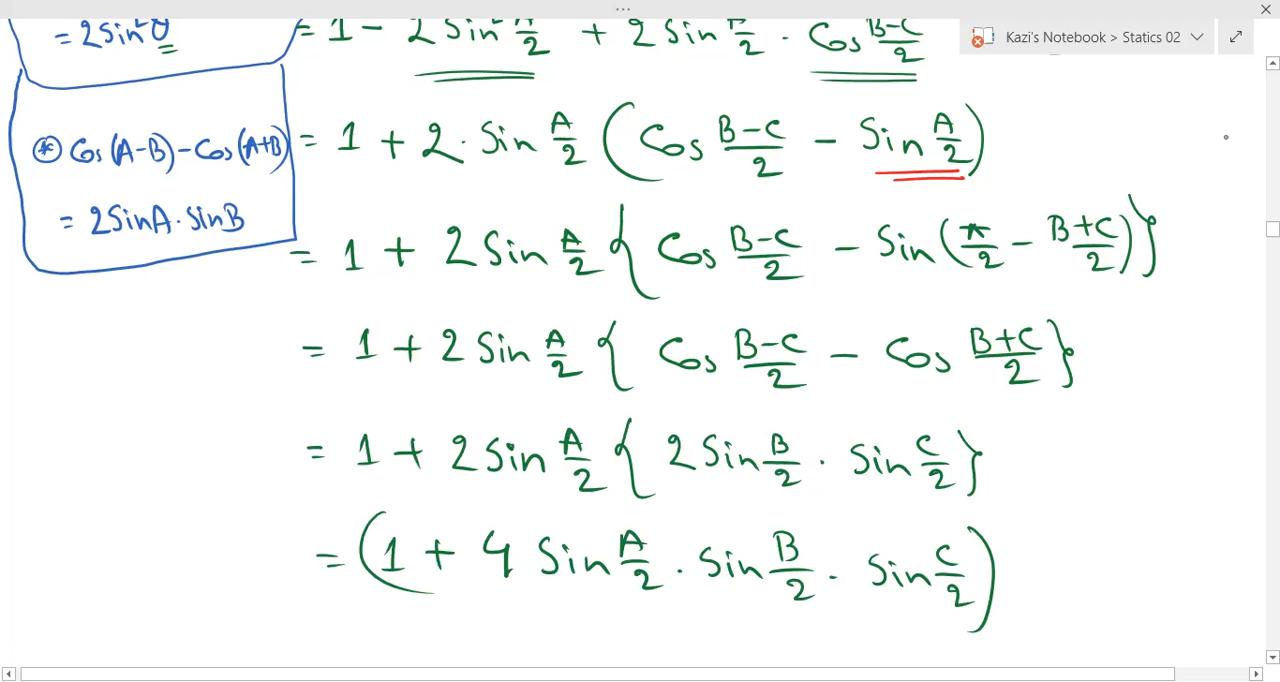 Kazi's Notebook > Statics 02
= 2Sin²θ
= 1 - 2 Sin² A/2 + 2 Sin A/2 · Cos (B-C)/2
⊛ Cos(A-B) - Cos(A+B)
= 2SinA · SinB
= 1 + 2 · Sin A/2 (Cos (B-C)/2 - Sin A/2)
= 1 + 2 Sin A/2 { Cos (B-C)/2 - Sin(π/2 - (B+C)/2) }
= 1 + 2 Sin A/2 { Cos (B-C)/2 - Cos (B+C)/2 }
= 1 + 2 Sin A/2 { 2 Sin B/2 · Sin C/2 }
= (1 + 4 Sin A/2 · Sin B/2 · Sin C/2)